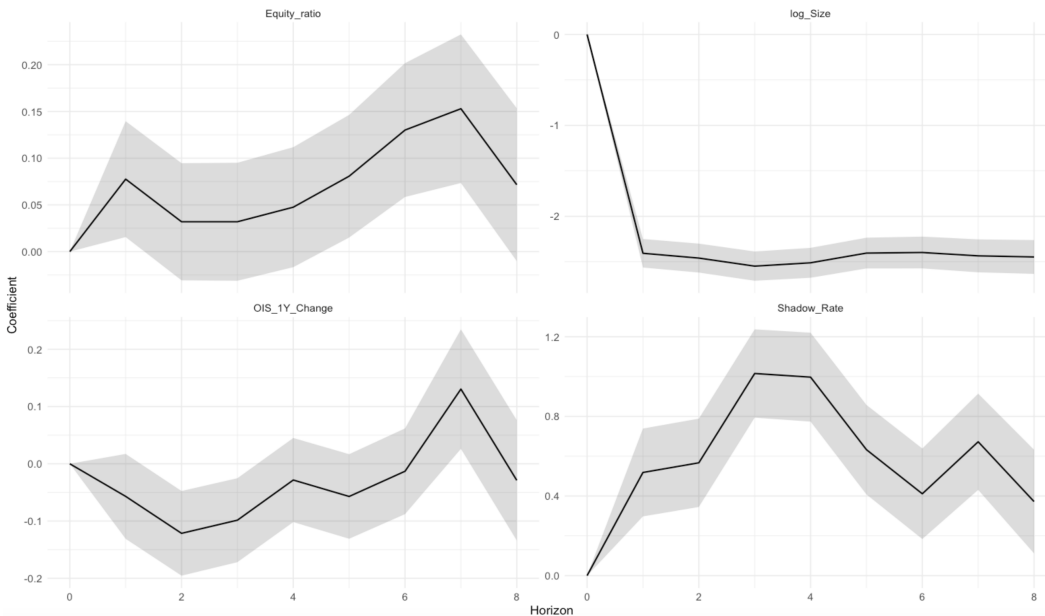 Equity_ratio
log_Size
0.20
0.15
0.10
0.05
0.00
0
-1
-2
Coefficient
OIS_1Y_Change
Shadow_Rate
0.2
0.1
0.0
-0.1
-0.2
1.2
0.8
0.4
0.0
0 2 4 6 8
0 2 4 6 8
Horizon